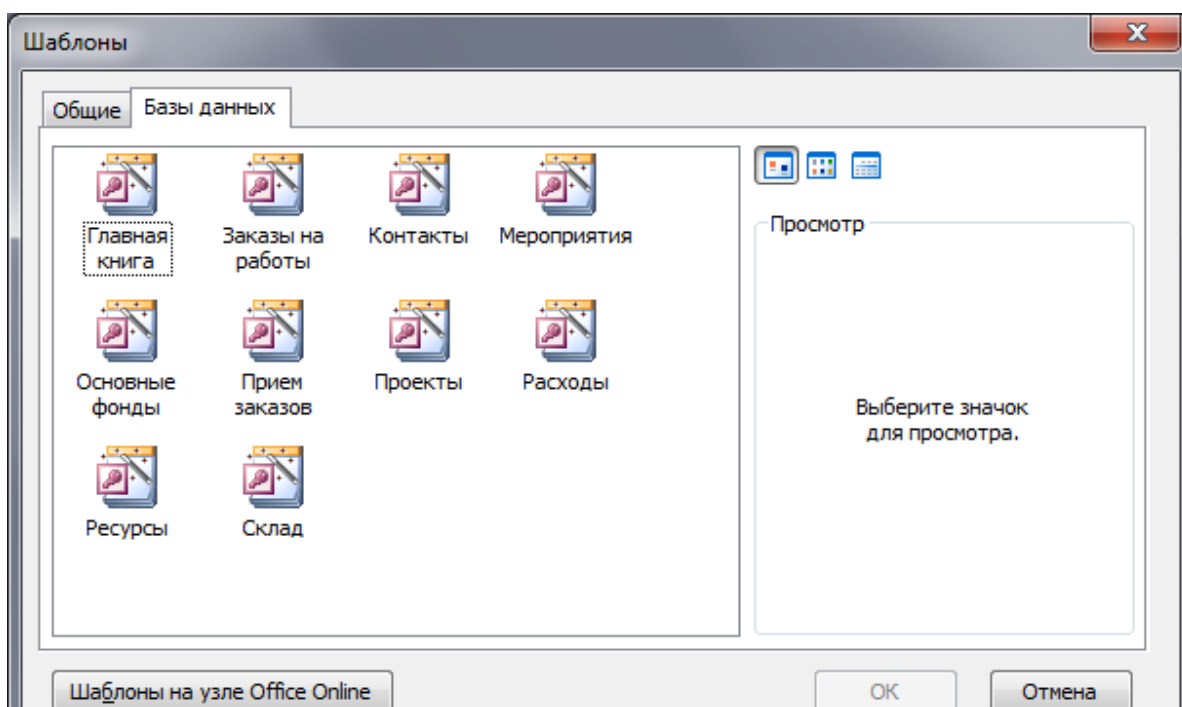 Шаблоны
Общие
Базы данных
Главная
книга
Заказы на
работы
Контакты
Мероприятия
Основные
фонды
Прием
заказов
Проекты
Расходы
Ресурсы
Склад
Просмотр
Выберите значок
для просмотра.
Шаблоны на узле Office Online
ОК
Отмена